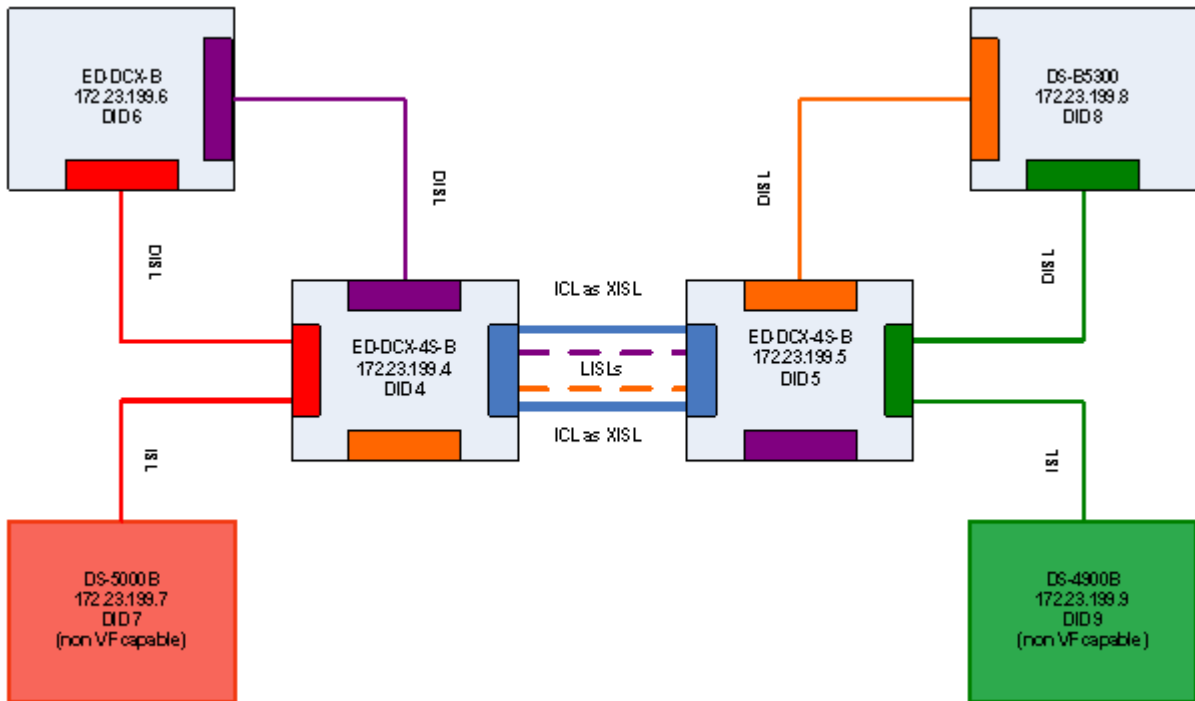 ED-DCX-B
172.23.199.6
DID 6
DS-B5300
172.23.199.8
DID 8
DISL
DISL
DISL
DISL
ICL as XISL
ED-DCX-4S-B
172.23.199.4
DID 4
LISLs
ED-DCX-4S-B
172.23.199.5
DID 5
ICL as XISL
ISL
ISL
DS-5000B
172.23.199.7
DID 7
(non VF capable)
DS-4900B
172.23.199.9
DID 9
(non VF capable)